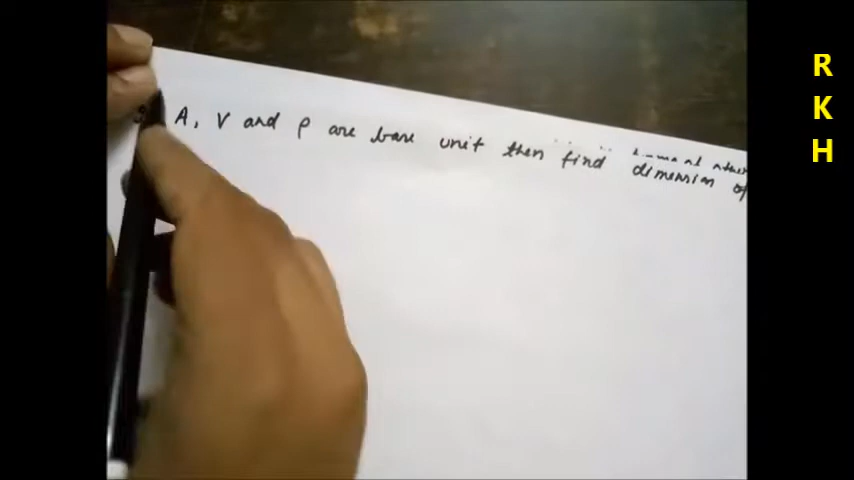 A, V and ρ are base unit then find dimension of
R
K
H